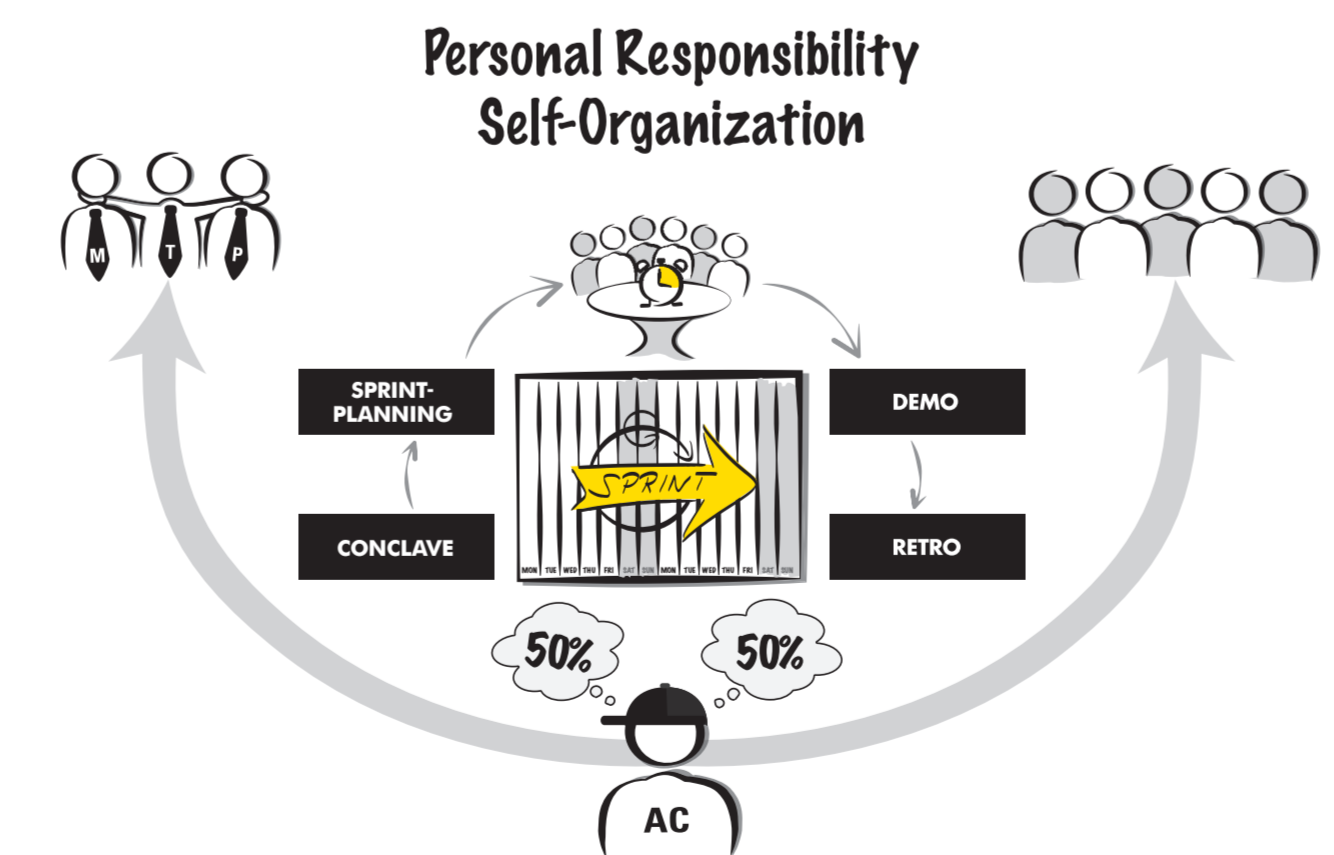 Personal Responsibility
Self-Organization
M T P
SPRINT-
PLANNING
DEMO
SPRINT
CONCLAVE
RETRO
MON TUE WED THU FRI SAT SUN MON TUE WED THU FRI SAT SUN
50% 50%
AC